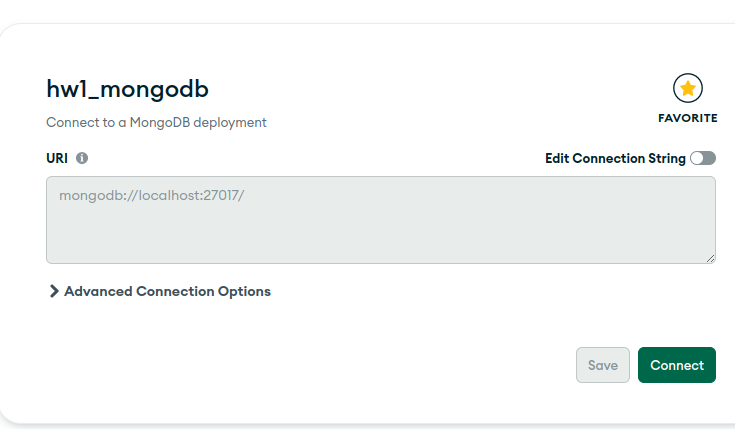 hw1_mongodb
FAVORITE
Connect to a MongoDB deployment
URI
Edit Connection String
mongodb://localhost:27017/
Advanced Connection Options
Save
Connect